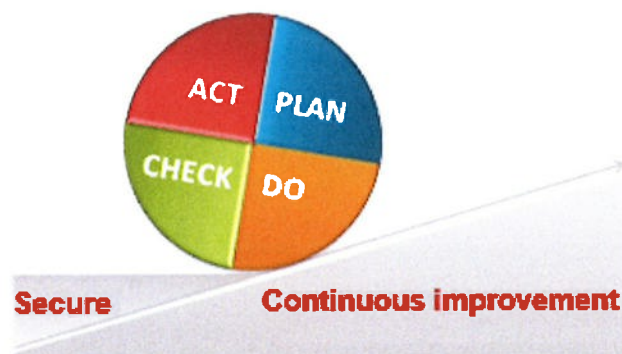 ACT
PLAN
CHECK
DO
Secure
Continuous improvement